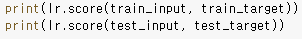 print(lr.score(train_input, train_target))
print(lr.score(test_input, test_target))